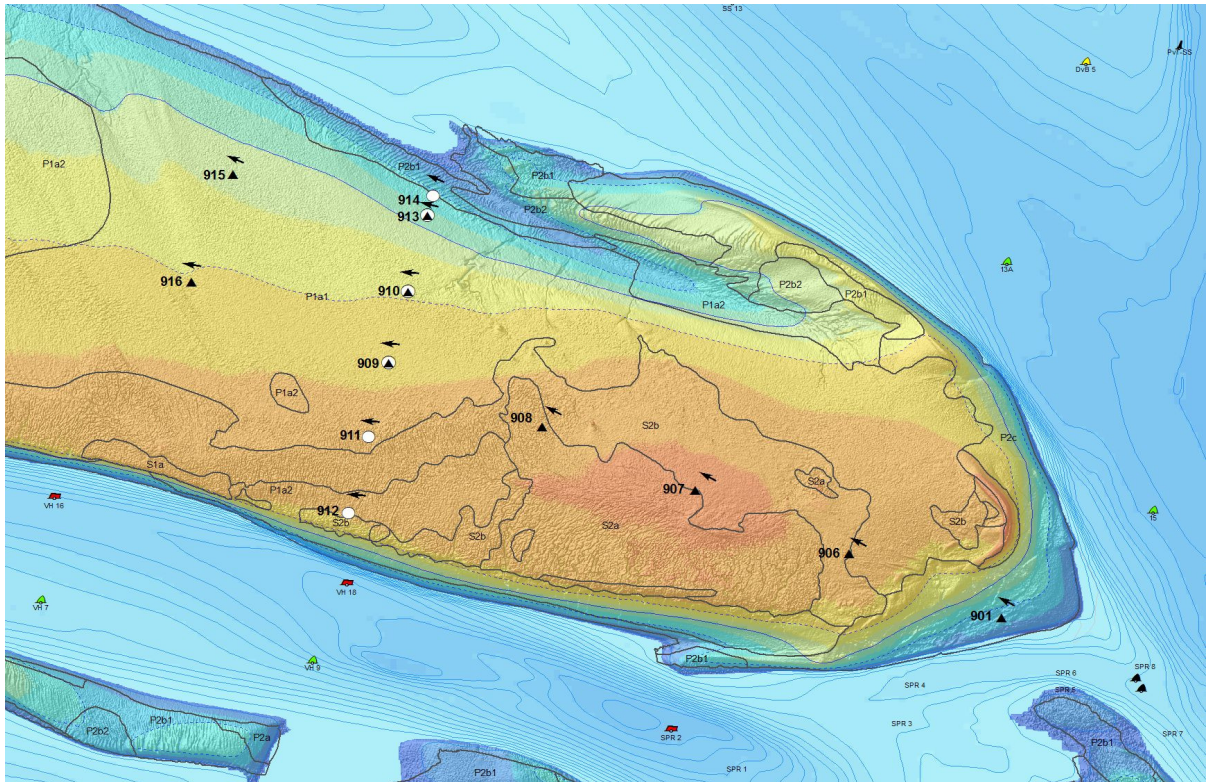 SS 13
PvT-SS
DvB 5
P1a2
P2b1
P2b1
915
914
P2b2
913
13A
916
P1a1
910
P2b2
P2b1
P1a2
909
P1a2
908
S2b
P2c
911
S1a
P1a2
907
S2a
VH 16
912
S2b
S2b
S2a
S2b
15
906
VH 18
VH 7
901
P2b1
VH 9
SPR 8
SPR 6
SPR 4
SPR 5
P2b1
P2b2
P2a
SPR 3
SPR 2
SPR 7
P2b1
P2b1
SPR 1